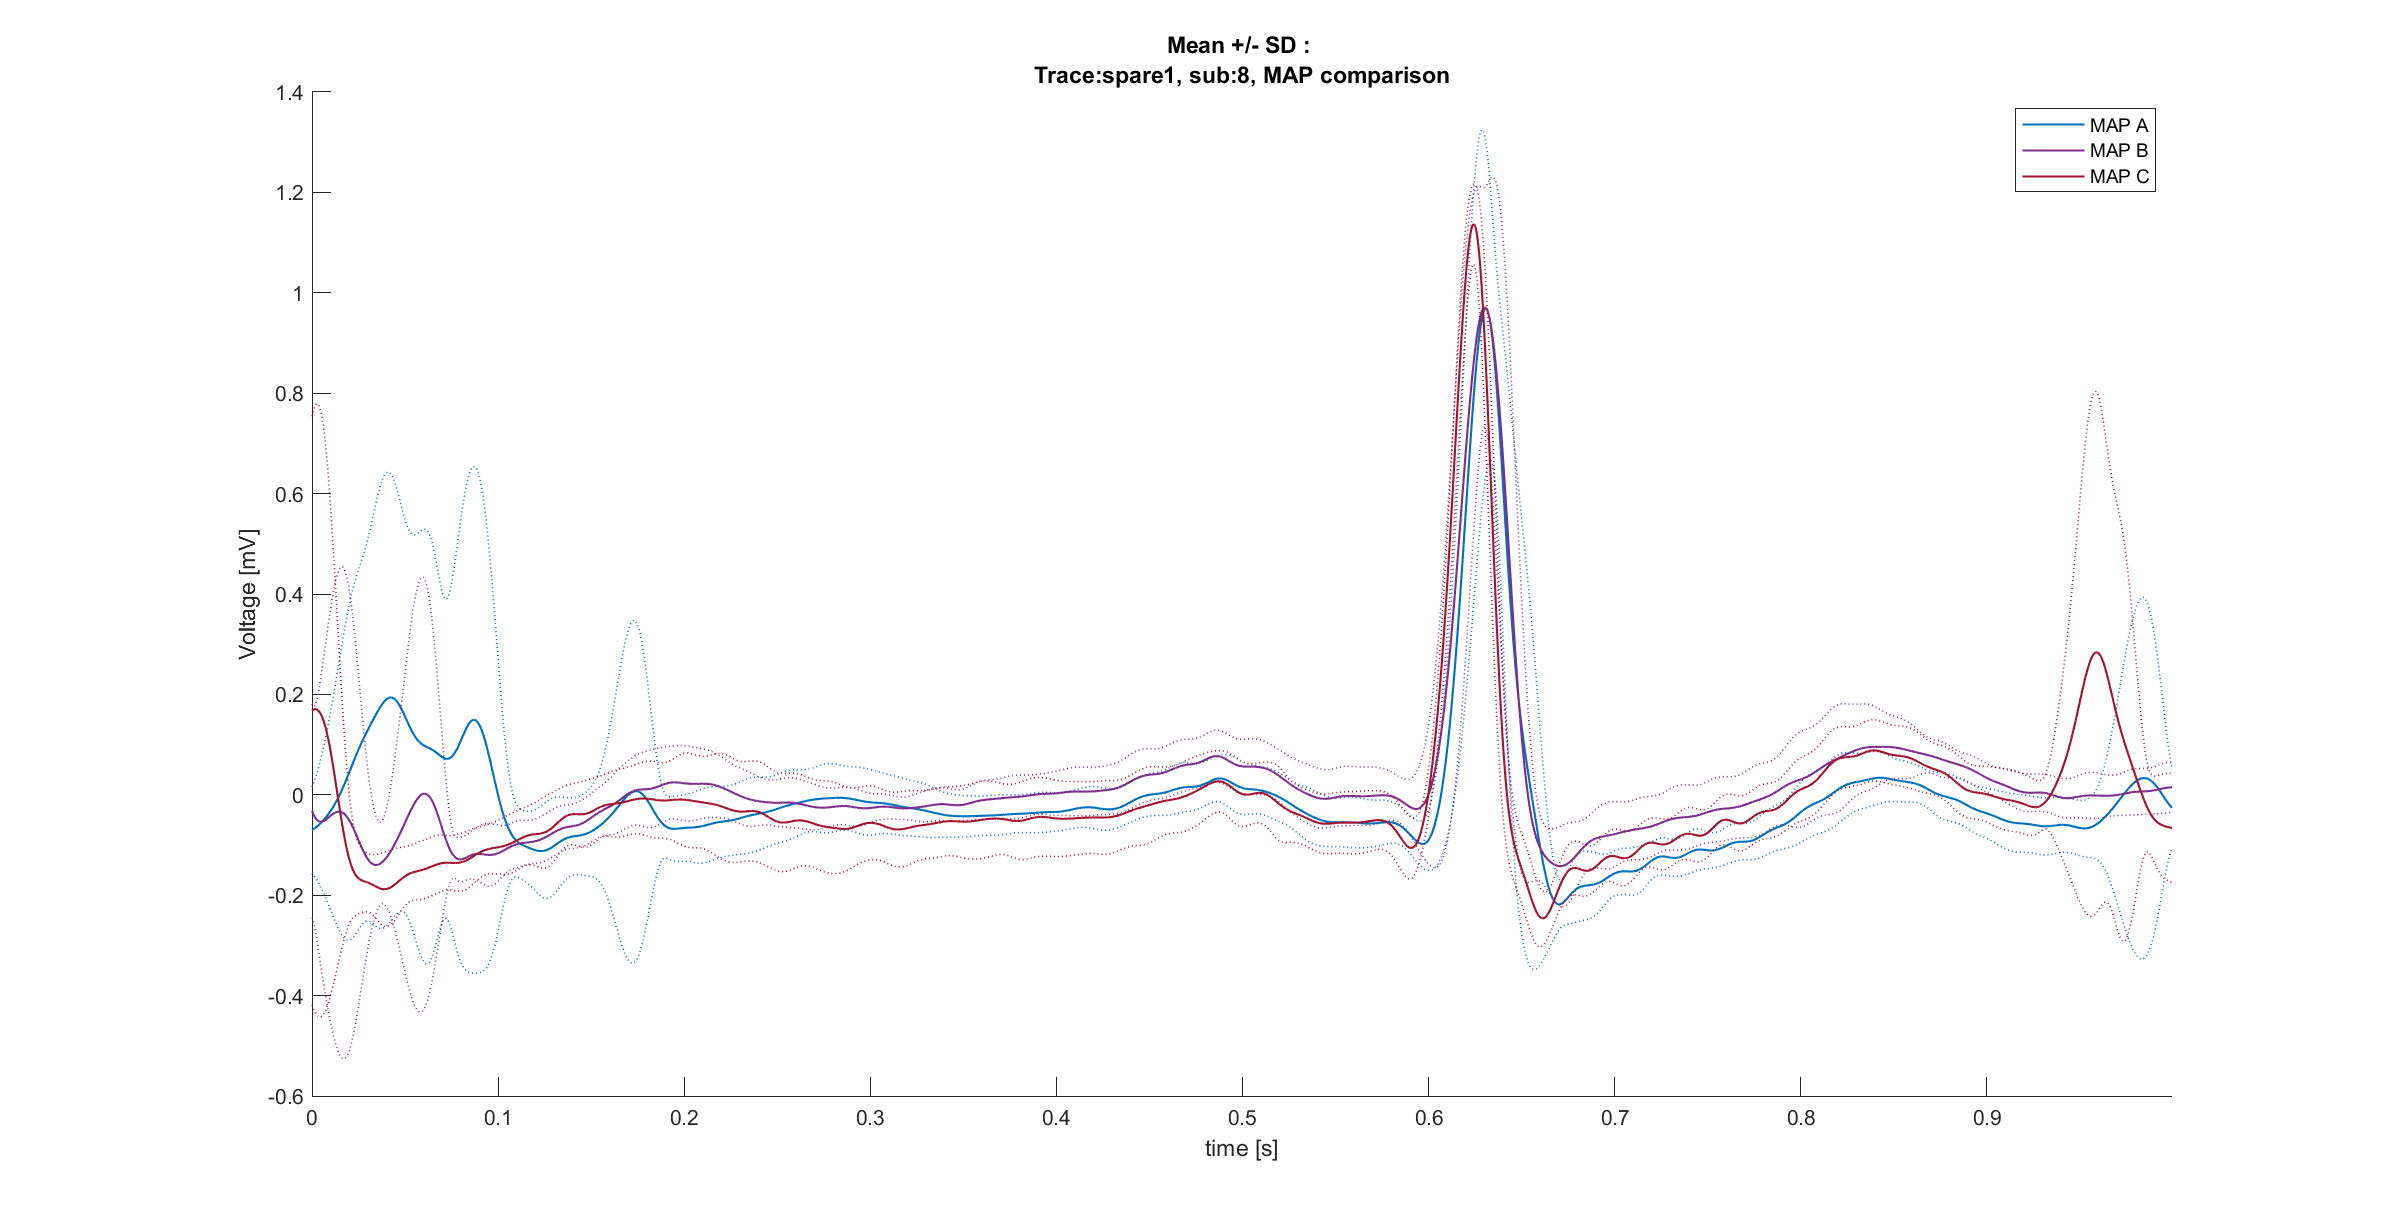 Mean +/- SD :
Trace:spare1, sub:8, MAP comparison
1.4
1.2
1
0.8
0.6
0.4
0.2
0
-0.2
-0.4
-0.6
Voltage [mV]
MAP A
MAP B
MAP C
0 0.1 0.2 0.3 0.4 0.5 0.6 0.7 0.8 0.9
time [s]